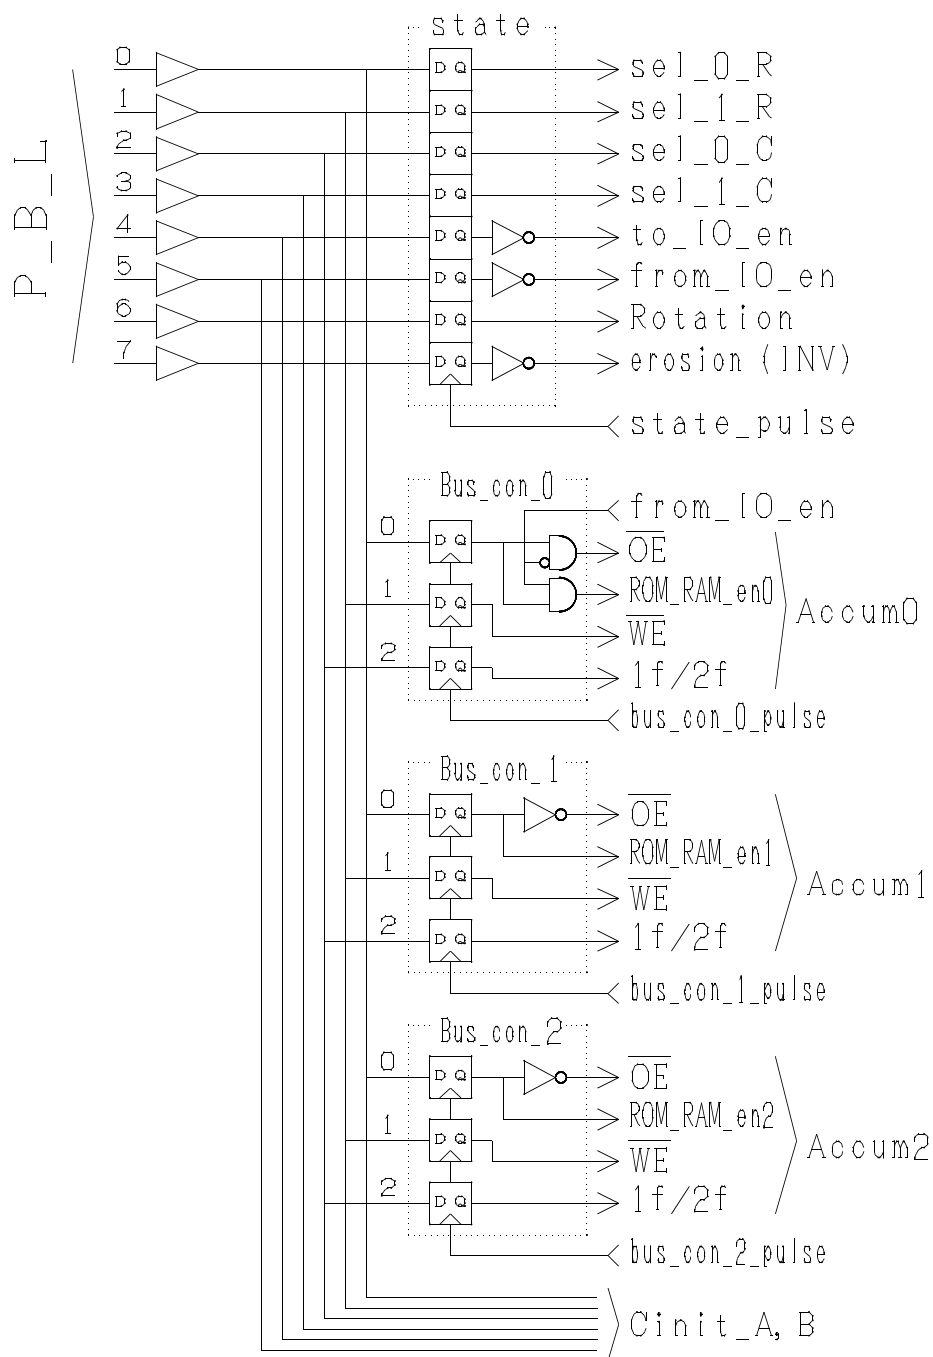 state
P_B_L
0 D Q sel_0_R
1 D Q sel_1_R
2 D Q sel_0_C
3 D Q sel_1_C
4 D Q to_IO_en
5 D Q from_IO_en
6 D Q Rotation
7 D Q erosion (INV)
state_pulse
Bus_con_0
from_IO_en
0 D Q OE
ROM_RAM_en0
Accum0
1 D Q WE
2 D Q 1f/2f
bus_con_0_pulse
Bus_con_1
0 D Q OE
ROM_RAM_en1
Accum1
1 D Q WE
2 D Q 1f/2f
bus_con_1_pulse
Bus_con_2
0 D Q OE
ROM_RAM_en2
Accum2
1 D Q WE
2 D Q 1f/2f
bus_con_2_pulse
Cinit_A, B